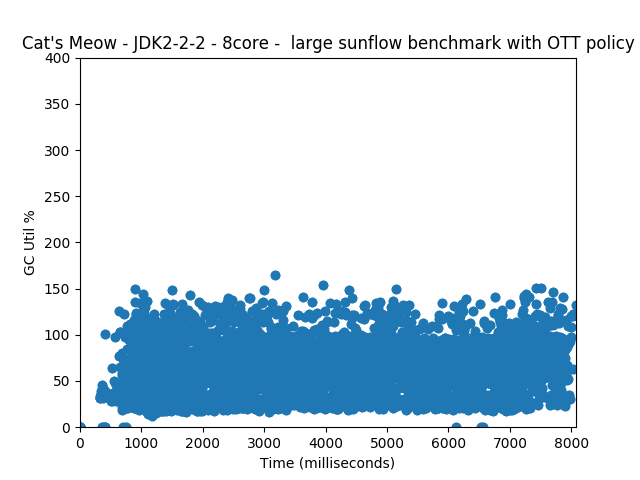 Cat's Meow - JDK2-2-2 - 8core -  large sunflow benchmark with OTT policy
400
350
300
250
200
150
100
50
0
GC Util %
0 1000 2000 3000 4000 5000 6000 7000 8000
Time (milliseconds)